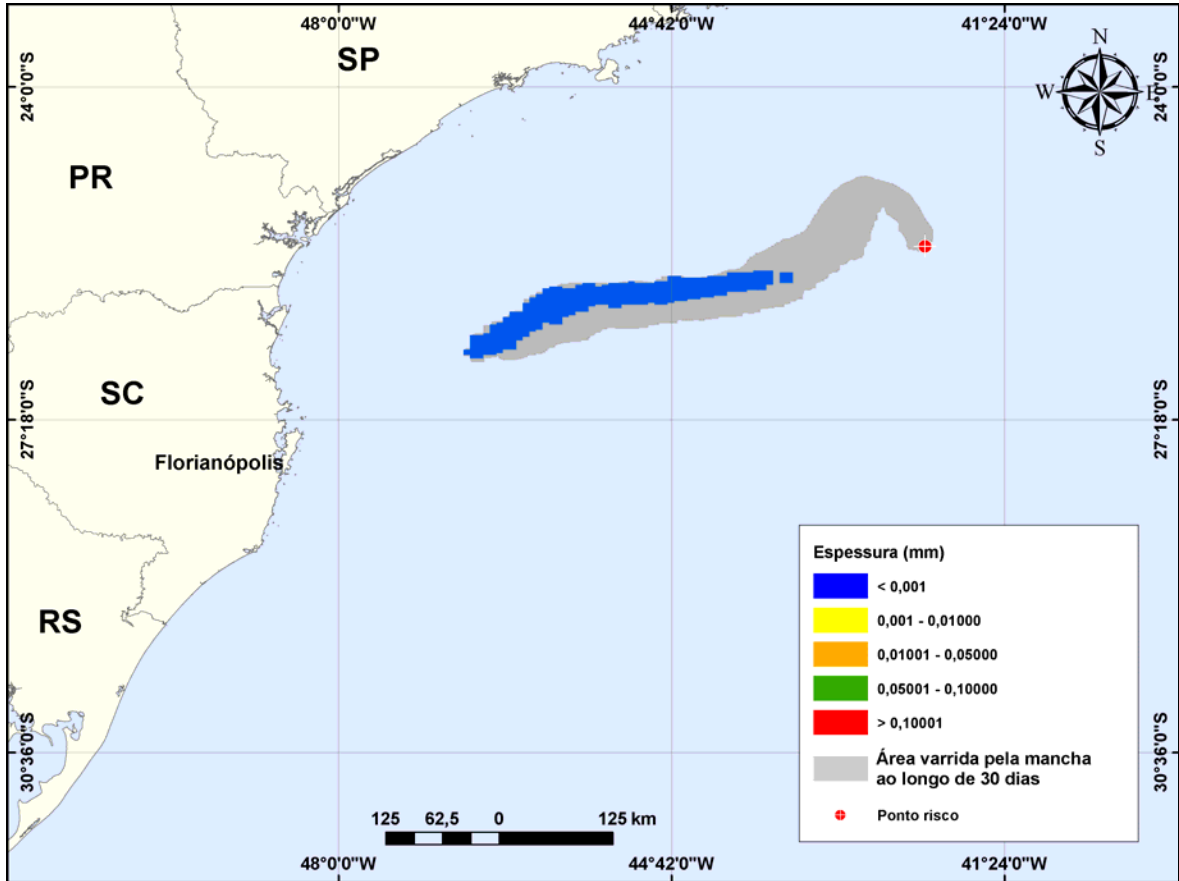 48°0'0"W
44°42'0"W
41°24'0"W
SP
N
W
E
S
24°0'0"S
24°0'0"S
PR
SC
27°18'0"S
27°18'0"S
Florianópolis
Espessura (mm)
< 0,001
0,001 - 0,01000
0,01001 - 0,05000
0,05001 - 0,10000
> 0,10001
Área varrida pela mancha
ao longo de 30 dias
Ponto risco
RS
30°36'0"S
30°36'0"S
125 62,5 0 125 km
48°0'0"W
44°42'0"W
41°24'0"W